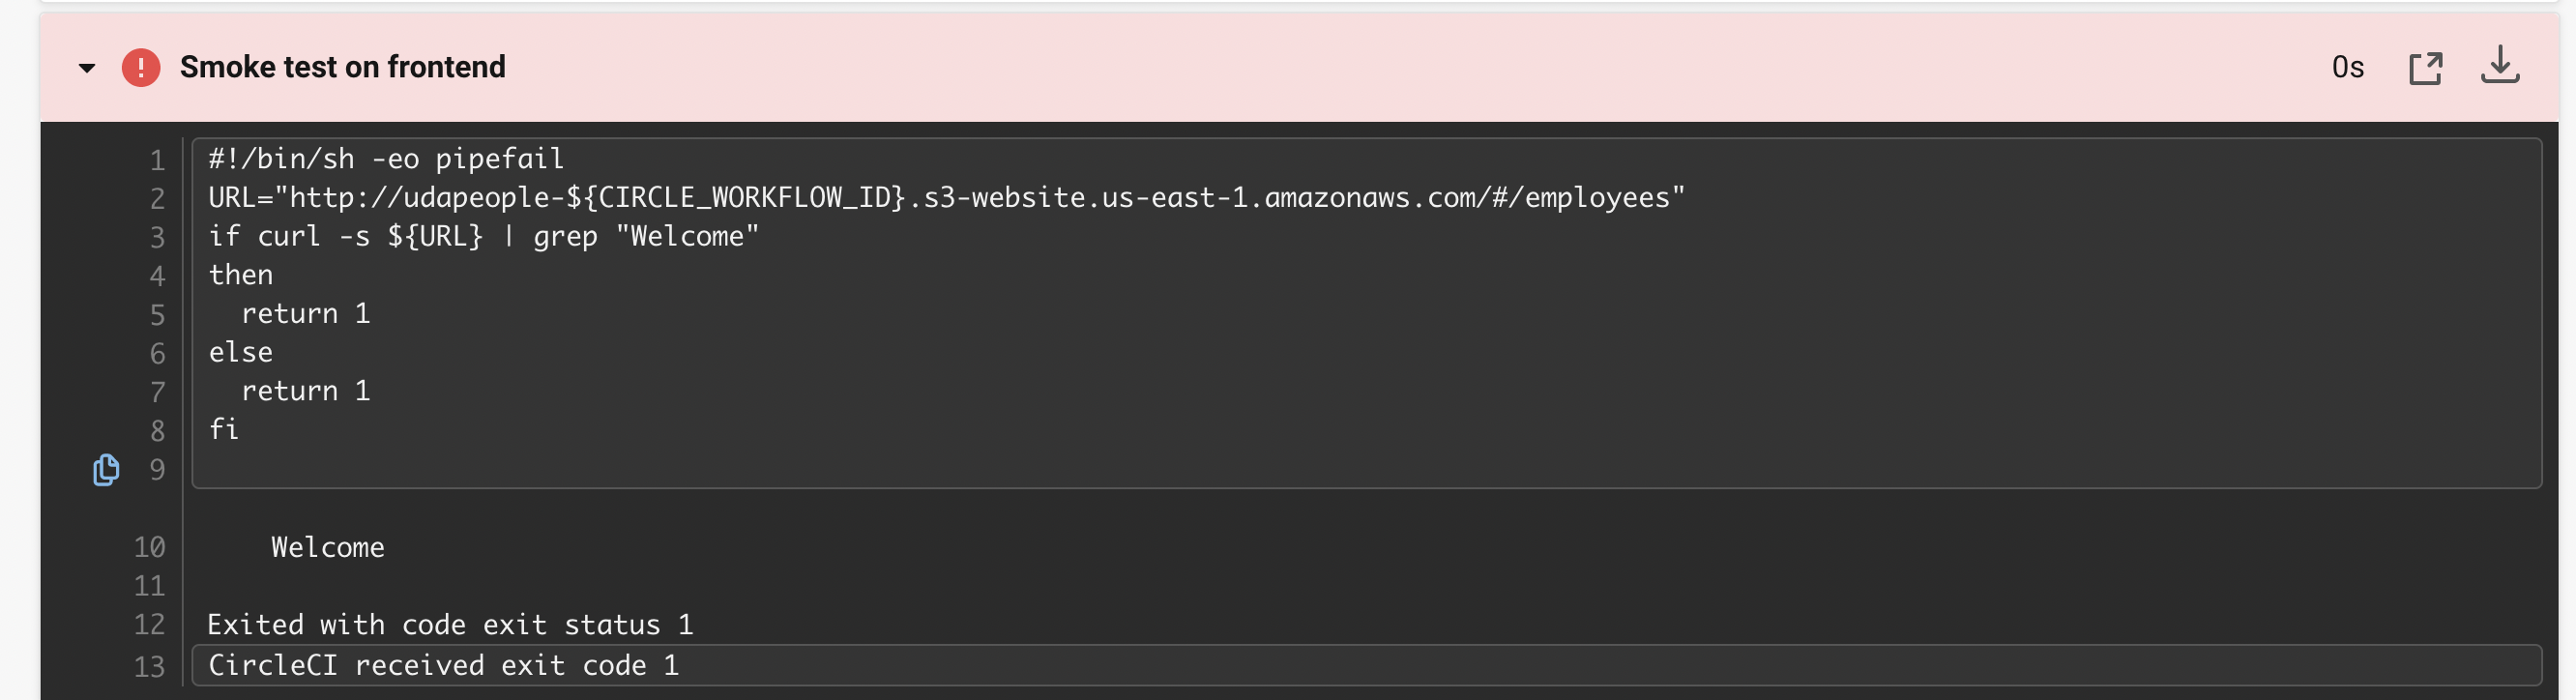 Smoke test on frontend 0s
1 #!/bin/sh -eo pipefail
2 URL="http://udapeople-${CIRCLE_WORKFLOW_ID}.s3-website.us-east-1.amazonaws.com/#/employees"
3 if curl -s ${URL} | grep "Welcome"
4 then
5   return 1
6 else
7   return 1
8 fi
9
10     Welcome
11
12 Exited with code exit status 1
13 CircleCI received exit code 1